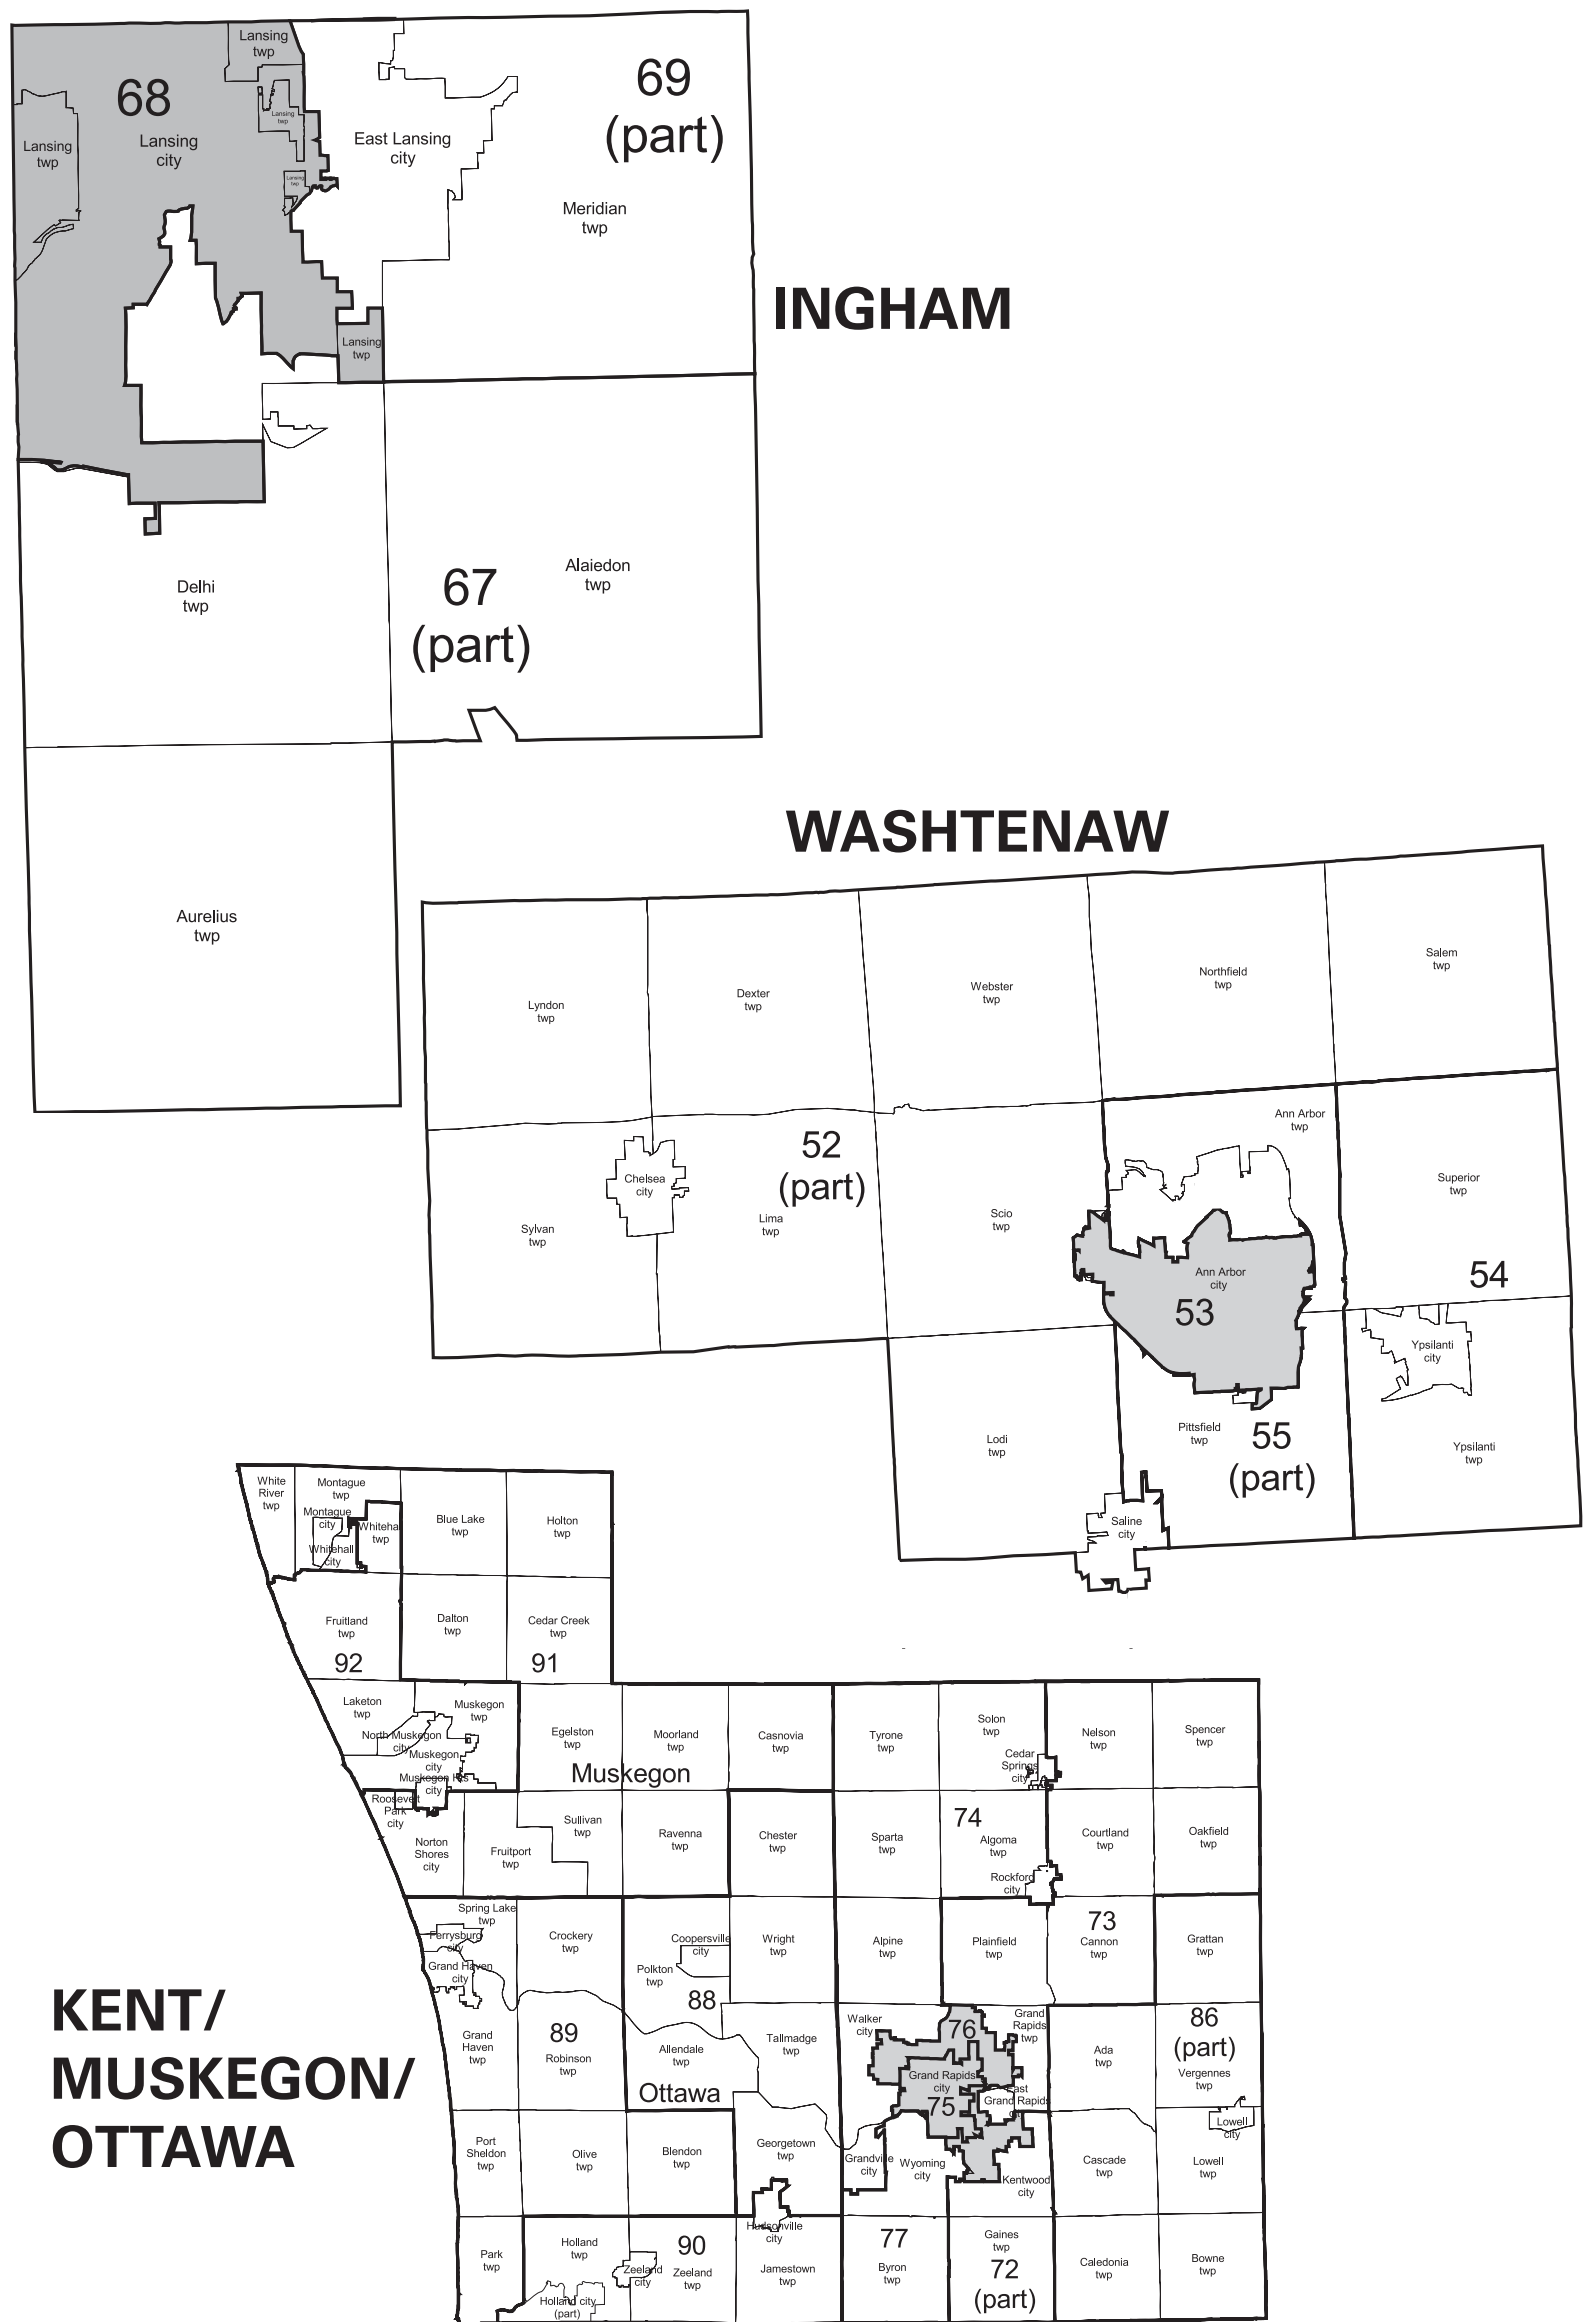 Lansing
twp
68
Lansing
city
Lansing
twp
Lansing
twp
Lansing
twp
East Lansing
city
69
(part)
Meridian
twp
INGHAM
Lansing
twp
Delhi
twp
67
(part)
Alaiedon
twp
Aurelius
twp
WASHTENAW
Lyndon
twp
Dexter
twp
Webster
twp
Northfield
twp
Salem
twp
Sylvan
twp
Chelsea
city
52
(part)
Lima
twp
Scio
twp
Ann Arbor
twp
Ann Arbor
city
53
Superior
twp
54
Ypsilanti
city
Lodi
twp
Pittsfield
twp
55
(part)
Ypsilanti
twp
Saline
city
White
River
twp
Montague
twp
Montague
city
Whitehall
city
Whiteha
twp
Blue Lake
twp
Holton
twp
Fruitland
twp
92
Dalton
twp
Cedar Creek
twp
91
Laketon
twp
Muskegon
twp
North Muskegon
city
Muskegon
city
Muskegon Hts
city
Roosevelt
Park
city
Norton
Shores
city
Egelston
twp
Moorland
twp
Casnovia
twp
Muskegon
Tyrone
twp
Solon
twp
Cedar
Springs
city
Nelson
twp
Spencer
twp
Fruitport
twp
Sullivan
twp
Ravenna
twp
Chester
twp
Sparta
twp
74
Algoma
twp
Rockford
city
Courtland
twp
Oakfield
twp
Spring Lake
twp
Ferrysburg
city
Grand Haven
city
Crockery
twp
Coopersville
city
Polkton
twp
88
Wright
twp
Alpine
twp
Plainfield
twp
73
Cannon
twp
Grattan
twp
KENT/
MUSKEGON/
OTTAWA
Grand
Haven
twp
89
Robinson
twp
Allendale
twp
Ottawa
Tallmadge
twp
Walker
city
76
Grand
Rapids
twp
Grand Rapids
city
75
East
Grand Rapids
city
Ada
twp
86
(part)
Vergennes
twp
Lowell
city
Port
Sheldon
twp
Olive
twp
Blendon
twp
Georgetown
twp
Grandville
city
Wyoming
city
Kentwood
city
Cascade
twp
Lowell
twp
Park
twp
Holland
twp
Holland city
(part)
Zeeland
city
90
Zeeland
twp
Hudsonville
city
Jamestown
twp
77
Byron
twp
Gaines
twp
72
(part)
Caledonia
twp
Bowne
twp